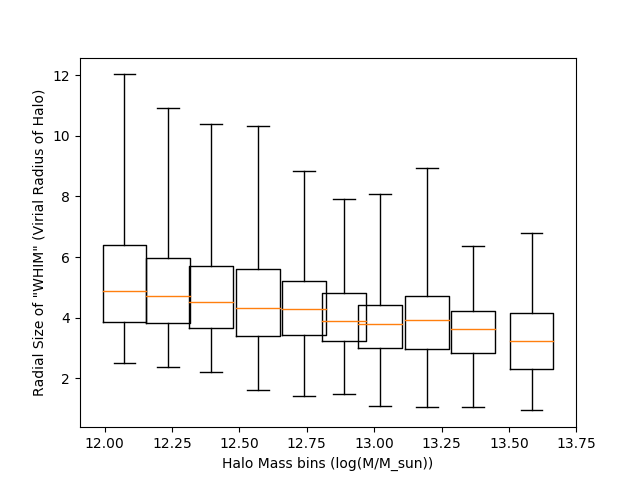 12
10
8
6
4
2
Radial Size of "WHIM" (Virial Radius of Halo)
12.00 12.25 12.50 12.75 13.00 13.25 13.50 13.75
Halo Mass bins (log(M/M_sun))